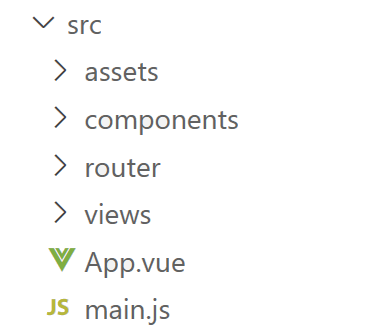 src
assets
components
router
views
App.vue
JS main.js